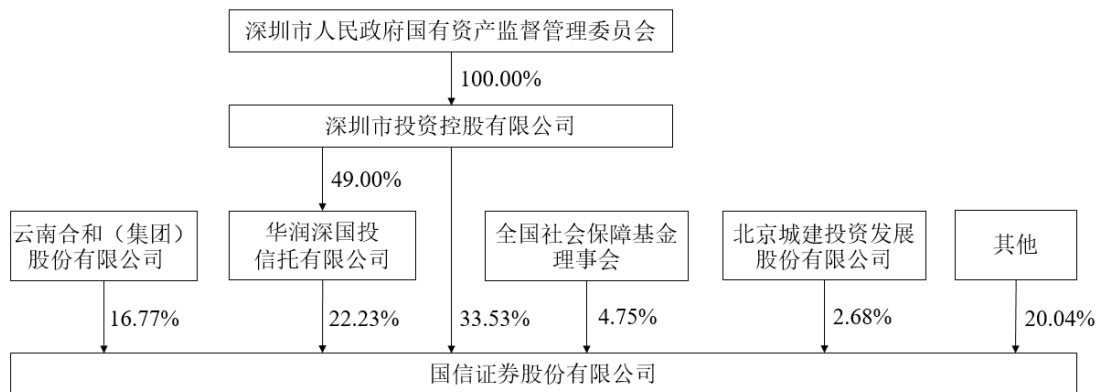 深圳市人民政府国有资产监督管理委员会
100.00%
深圳市投资控股有限公司
49.00%
云南合和（集团）
股份有限公司
华润深国投
信托有限公司
全国社会保障基金
理事会
北京城建投资发展
股份有限公司
其他
16.77%
22.23%
33.53%
4.75%
2.68%
20.04%
国信证券股份有限公司